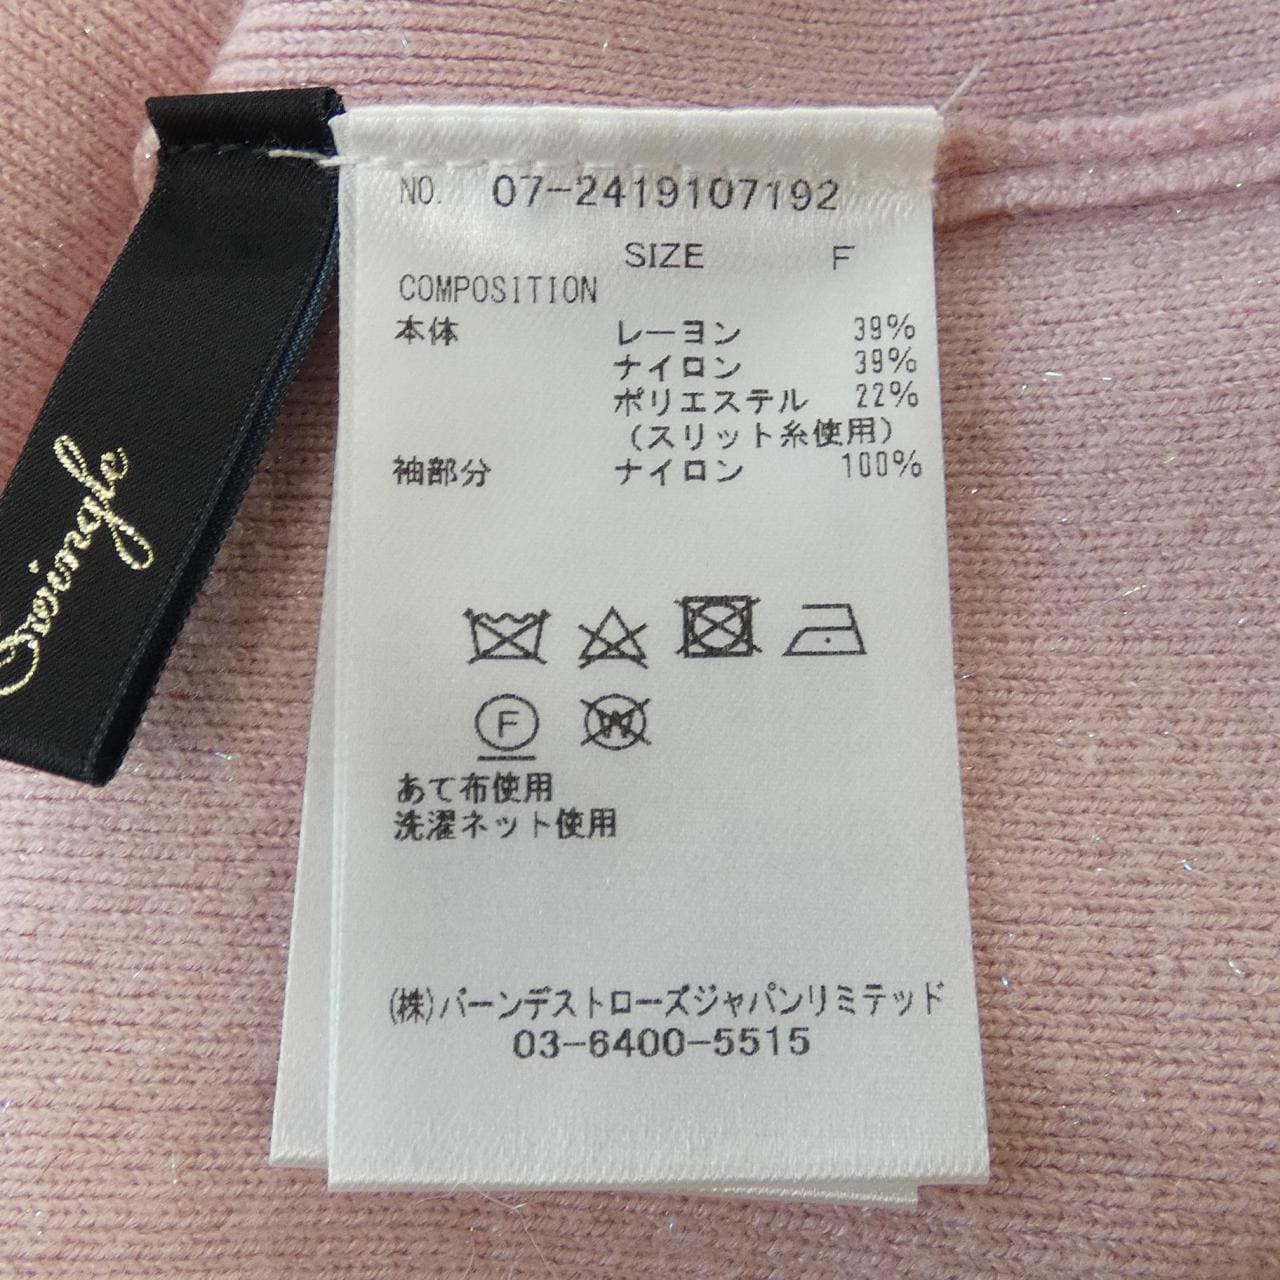 Swingle
NO. 07-2419107192
SIZE F
COMPOSITION
本体 レーヨン 39%
ナイロン 39%
ポリエステル 22%
(スリット糸使用)
袖部分 ナイロン 100%
F W
あて布使用
洗濯ネット使用
(株)バーンデストローズジャパンリミテッド
03-6400-5515